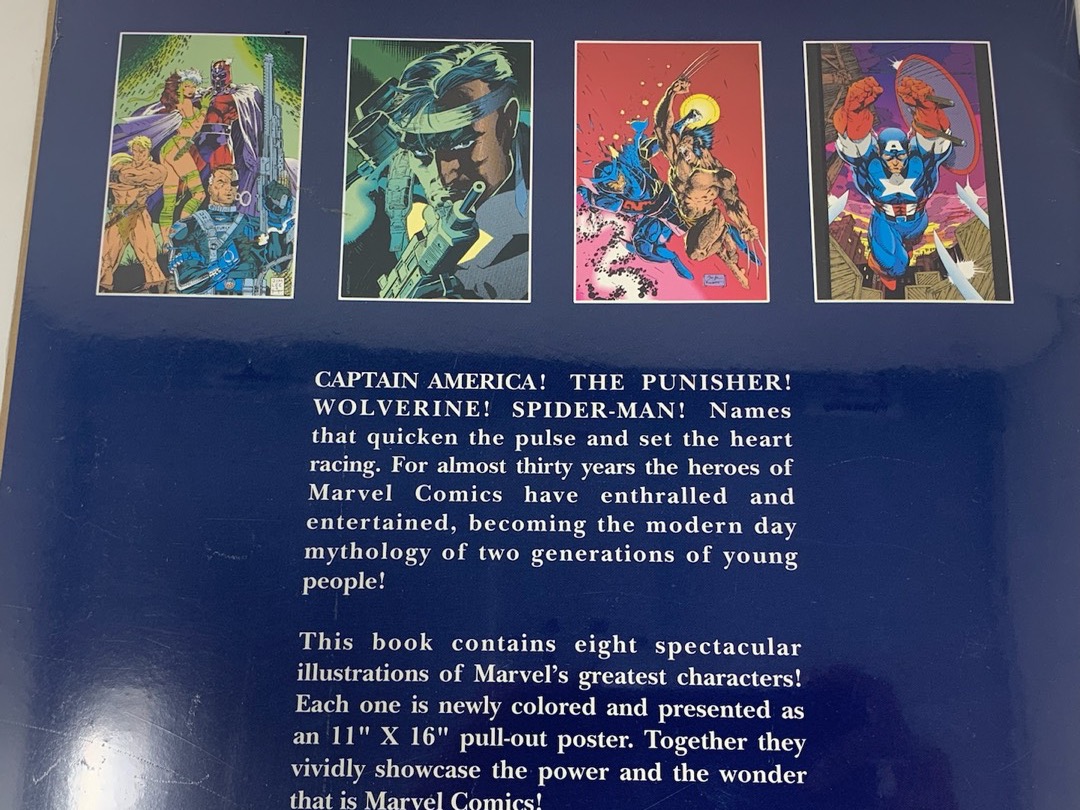 CAPTAIN AMERICA! THE PUNISHER!
WOLVERINE! SPIDER-MAN! Names
that quicken the pulse and set the heart
racing. For almost thirty years the heroes of
Marvel Comics have enthralled and
entertained, becoming the modern day
mythology of two generations of young
people!
This book contains eight spectacular
illustrations of Marvel's greatest characters!
Each one is newly colored and presented as
an 11" X 16" pull-out poster. Together they
vividly showcase the power and the wonder
that is Marvel Comics!